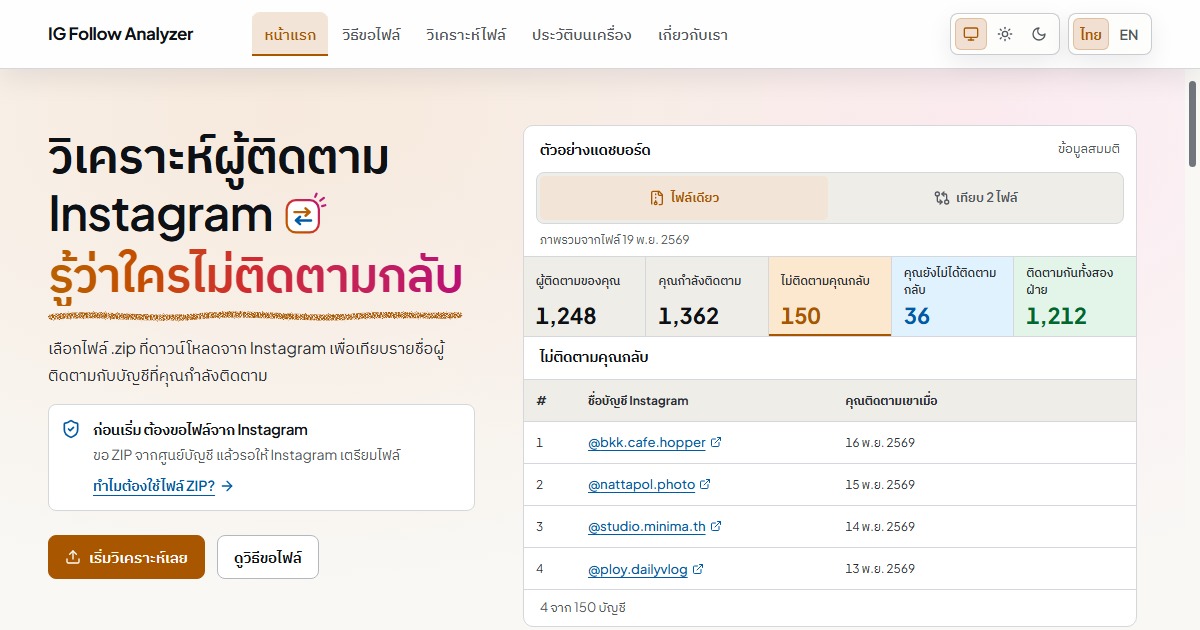 IG Follow Analyzer
หน้าแรก
วิธีขอไฟล์
วิเคราะห์ไฟล์
ประวัติบนเครื่อง
เกี่ยวกับเรา
ไทย
EN
วิเคราะห์ผู้ติดตาม
Instagram
รู้ว่าใครไม่ติดตามกลับ
เลือกไฟล์ .zip ที่ดาวน์โหลดจาก Instagram เพื่อเทียบรายชื่อผู้
ติดตามกับบัญชีที่คุณกำลังติดตาม
ก่อนเริ่ม ต้องขอไฟล์จาก Instagram
ขอ ZIP จากศูนย์บัญชี แล้วรอให้ Instagram เตรียมไฟล์
ทำไมต้องใช้ไฟล์ ZIP? →
เริ่มวิเคราะห์เลย
ดูวิธีขอไฟล์
ตัวอย่างแดชบอร์ด
ข้อมูลสมมติ
ไฟล์เดียว
เทียบ 2 ไฟล์
ภาพรวมจากไฟล์ 19 พ.ย. 2569
ผู้ติดตามของคุณ
1,248
คุณกำลังติดตาม
1,362
ไม่ติดตามคุณกลับ
150
คุณยังไม่ได้ติดตาม
กลับ
36
ติดตามกันทั้งสอง
ฝ่าย
1,212
ไม่ติดตามคุณกลับ
# ชื่อบัญชี Instagram คุณติดตามเขาเมื่อ
1 @bkk.cafe.hopper 16 พ.ย. 2569
2 @nattapol.photo 15 พ.ย. 2569
3 @studio.minima.th 14 พ.ย. 2569
4 @ploy.dailyvlog 13 พ.ย. 2569
4 จาก 150 บัญชี